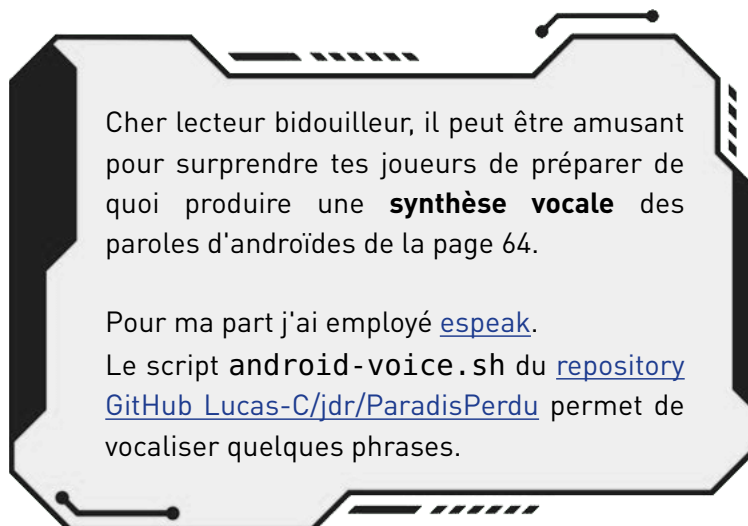 Cher lecteur bidouilleur, il peut être amusant
pour surprendre tes joueurs de préparer de
quoi produire une synthèse vocale des
paroles d'androïdes de la page 64.
Pour ma part j'ai employé espeak.
Le script android-voice.sh du repository
GitHub Lucas-C/jdr/ParadisPerdu permet de
vocaliser quelques phrases.